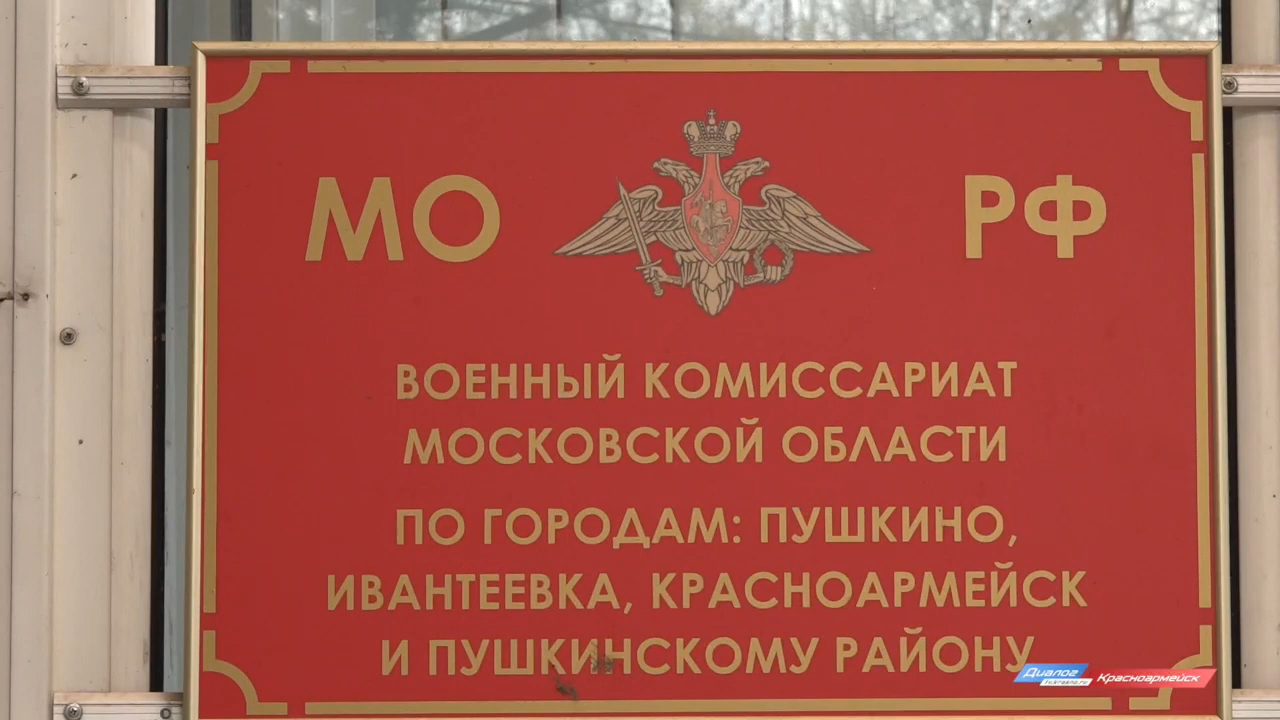 МО РФ
ВОЕННЫЙ КОМИССАРИАТ
МОСКОВСКОЙ ОБЛАСТИ
ПО ГОРОДАМ: ПУШКИНО,
ИВАНТЕЕВКА, КРАСНОАРМЕЙСК
И ПУШКИНСКОМУ РАЙОНУ
Диалог Красноармейск